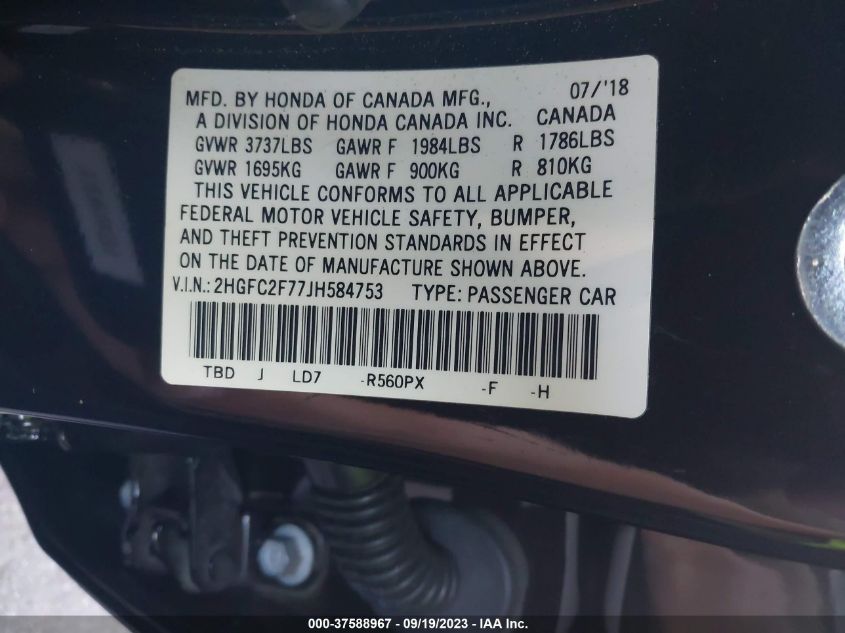 MFD. BY HONDA OF CANADA MFG., 07/'18
A DIVISION OF HONDA CANADA INC. CANADA
GVWR 3737LBS GAWR F 1984LBS R 1786LBS
GVWR 1695KG GAWR F 900KG R 810KG
THIS VEHICLE CONFORMS TO ALL APPLICABLE
FEDERAL MOTOR VEHICLE SAFETY, BUMPER,
AND THEFT PREVENTION STANDARDS IN EFFECT
ON THE DATE OF MANUFACTURE SHOWN ABOVE.
V.I.N.: 2HGFC2F77JH584753 TYPE: PASSENGER CAR
TBD J LD7 -R560PX -F -H
000-37588967 - 09/19/2023 - IAA Inc.